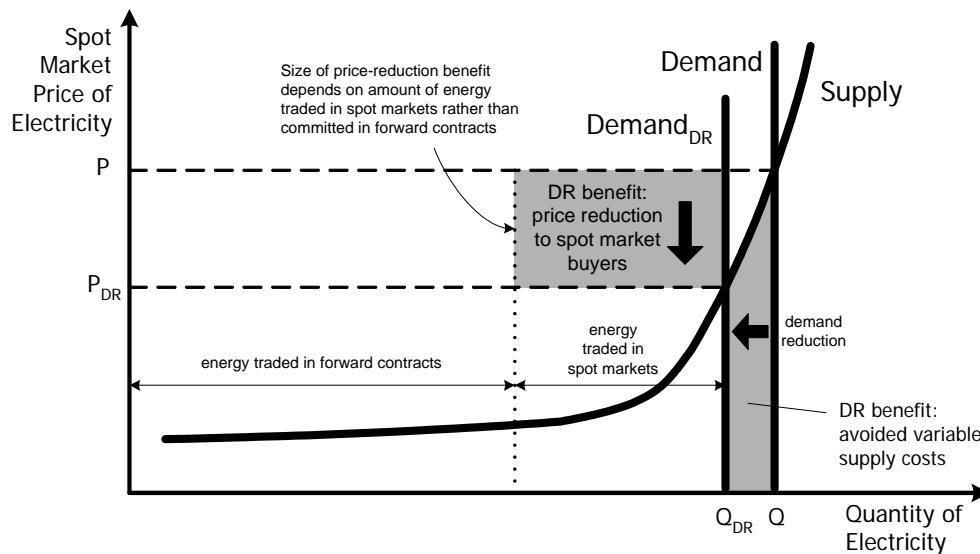 Spot
Market
Price of
Electricity
Size of price-reduction benefit
depends on amount of energy
traded in spot markets rather than
committed in forward contracts
Demand
Supply
Demand DR
P
DR benefit:
price reduction
to spot market
buyers
P DR
energy traded in forward contracts
energy
traded in
spot markets
demand
reduction
DR benefit:
avoided variable
supply costs
Q DR
Q
Quantity of
Electricity